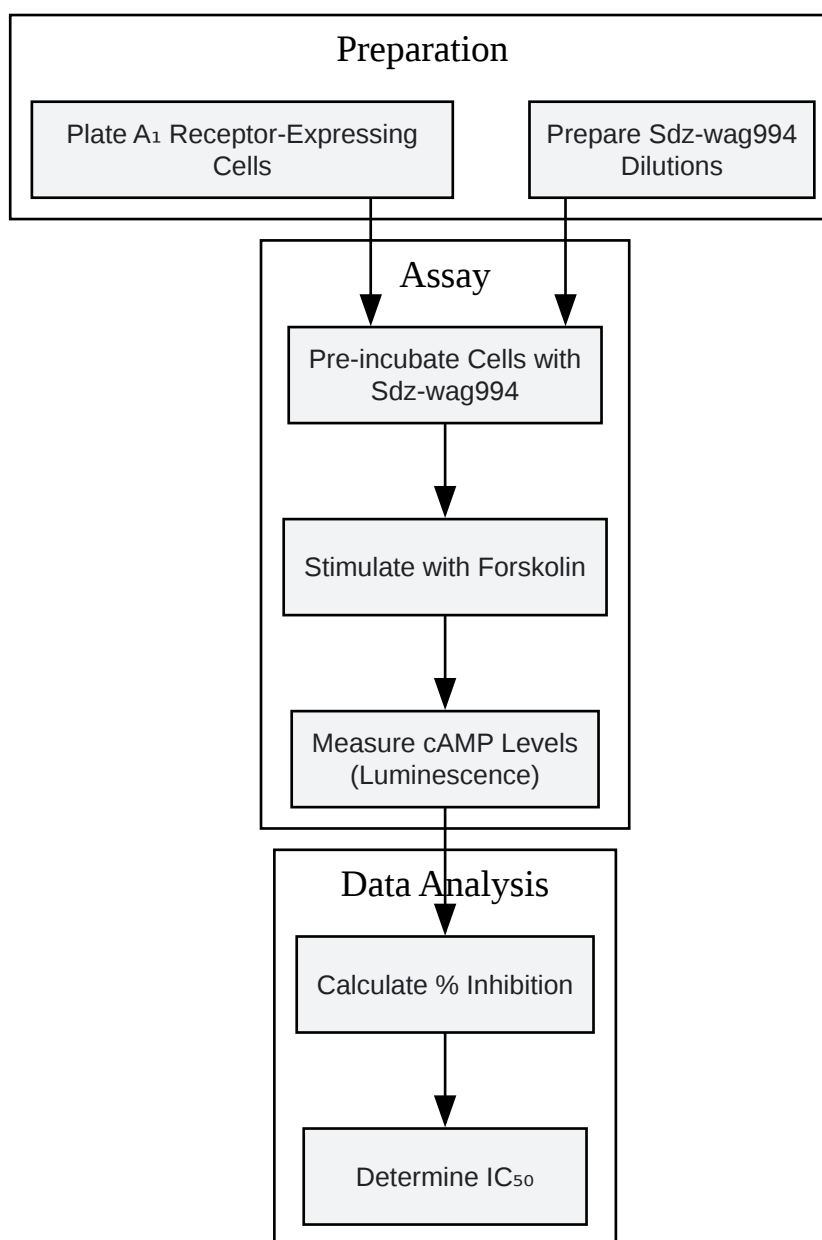 Preparation
Plate A₁ Receptor-Expressing
Cells
Prepare Sdz-wag994
Dilutions
Assay
Pre-incubate Cells with
Sdz-wag994
Stimulate with Forskolin
Measure cAMP Levels
(Luminescence)
Data Analysis
Calculate % Inhibition
Determine IC₅₀